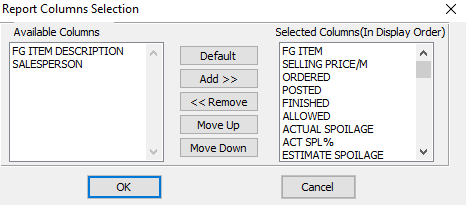 Report Columns Selection
Available Columns
FG ITEM DESCRIPTION
SALESPERSON
Default
Add >>
<< Remove
Move Up
Move Down
Selected Columns(In Display Order)
FG ITEM
SELLING PRICE/M
ORDERED
POSTED
FINISHED
ALLOWED
ACTUAL SPOILAGE
ACT SPL%
ESTIMATE SPOILAGE
OK
Cancel